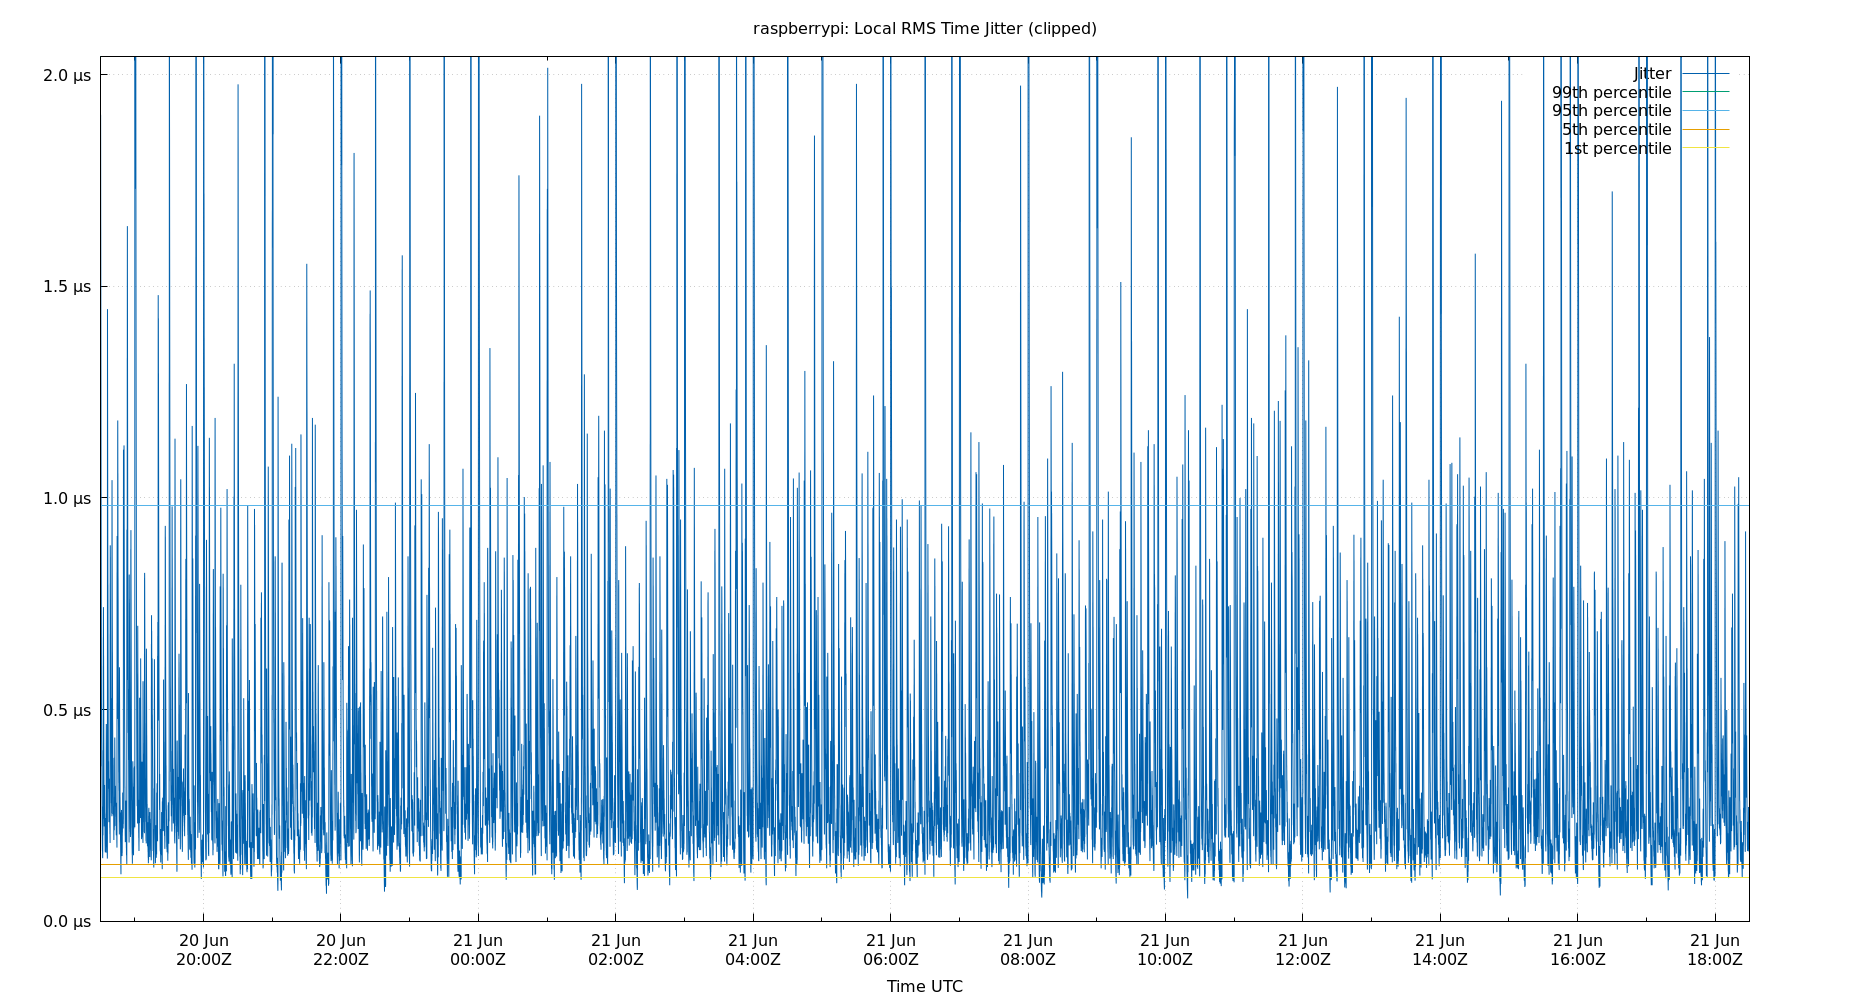 raspberrypi: Local RMS Time Jitter (clipped)
2.0 µs
1.5 µs
1.0 µs
0.5 µs
0.0 µs
Jitter
99th percentile
95th percentile
5th percentile
1st percentile
20 Jun 20 Jun 21 Jun 21 Jun 21 Jun 21 Jun 21 Jun 21 Jun 21 Jun 21 Jun 21 Jun 21 Jun
20:00Z 22:00Z 00:00Z 02:00Z 04:00Z 06:00Z 08:00Z 10:00Z 12:00Z 14:00Z 16:00Z 18:00Z
Time UTC